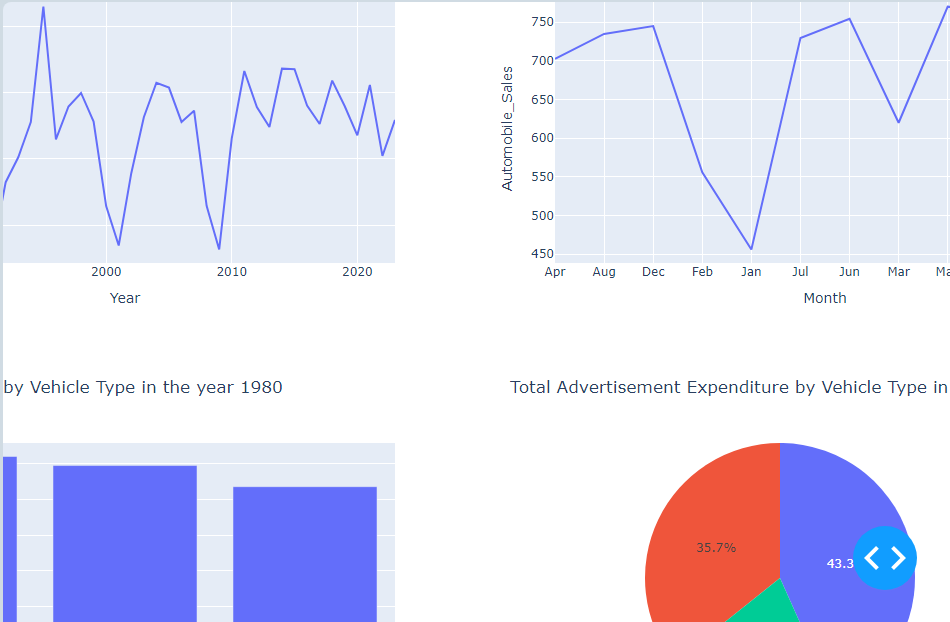 2000 2010 2020
Year
750
700
650
600
550
500
450
Automobile_Sales
Apr Aug Dec Feb Jan Jul Jun Mar
Month
by Vehicle Type in the year 1980
Total Advertisement Expenditure by Vehicle Type in
35.7%
43.3